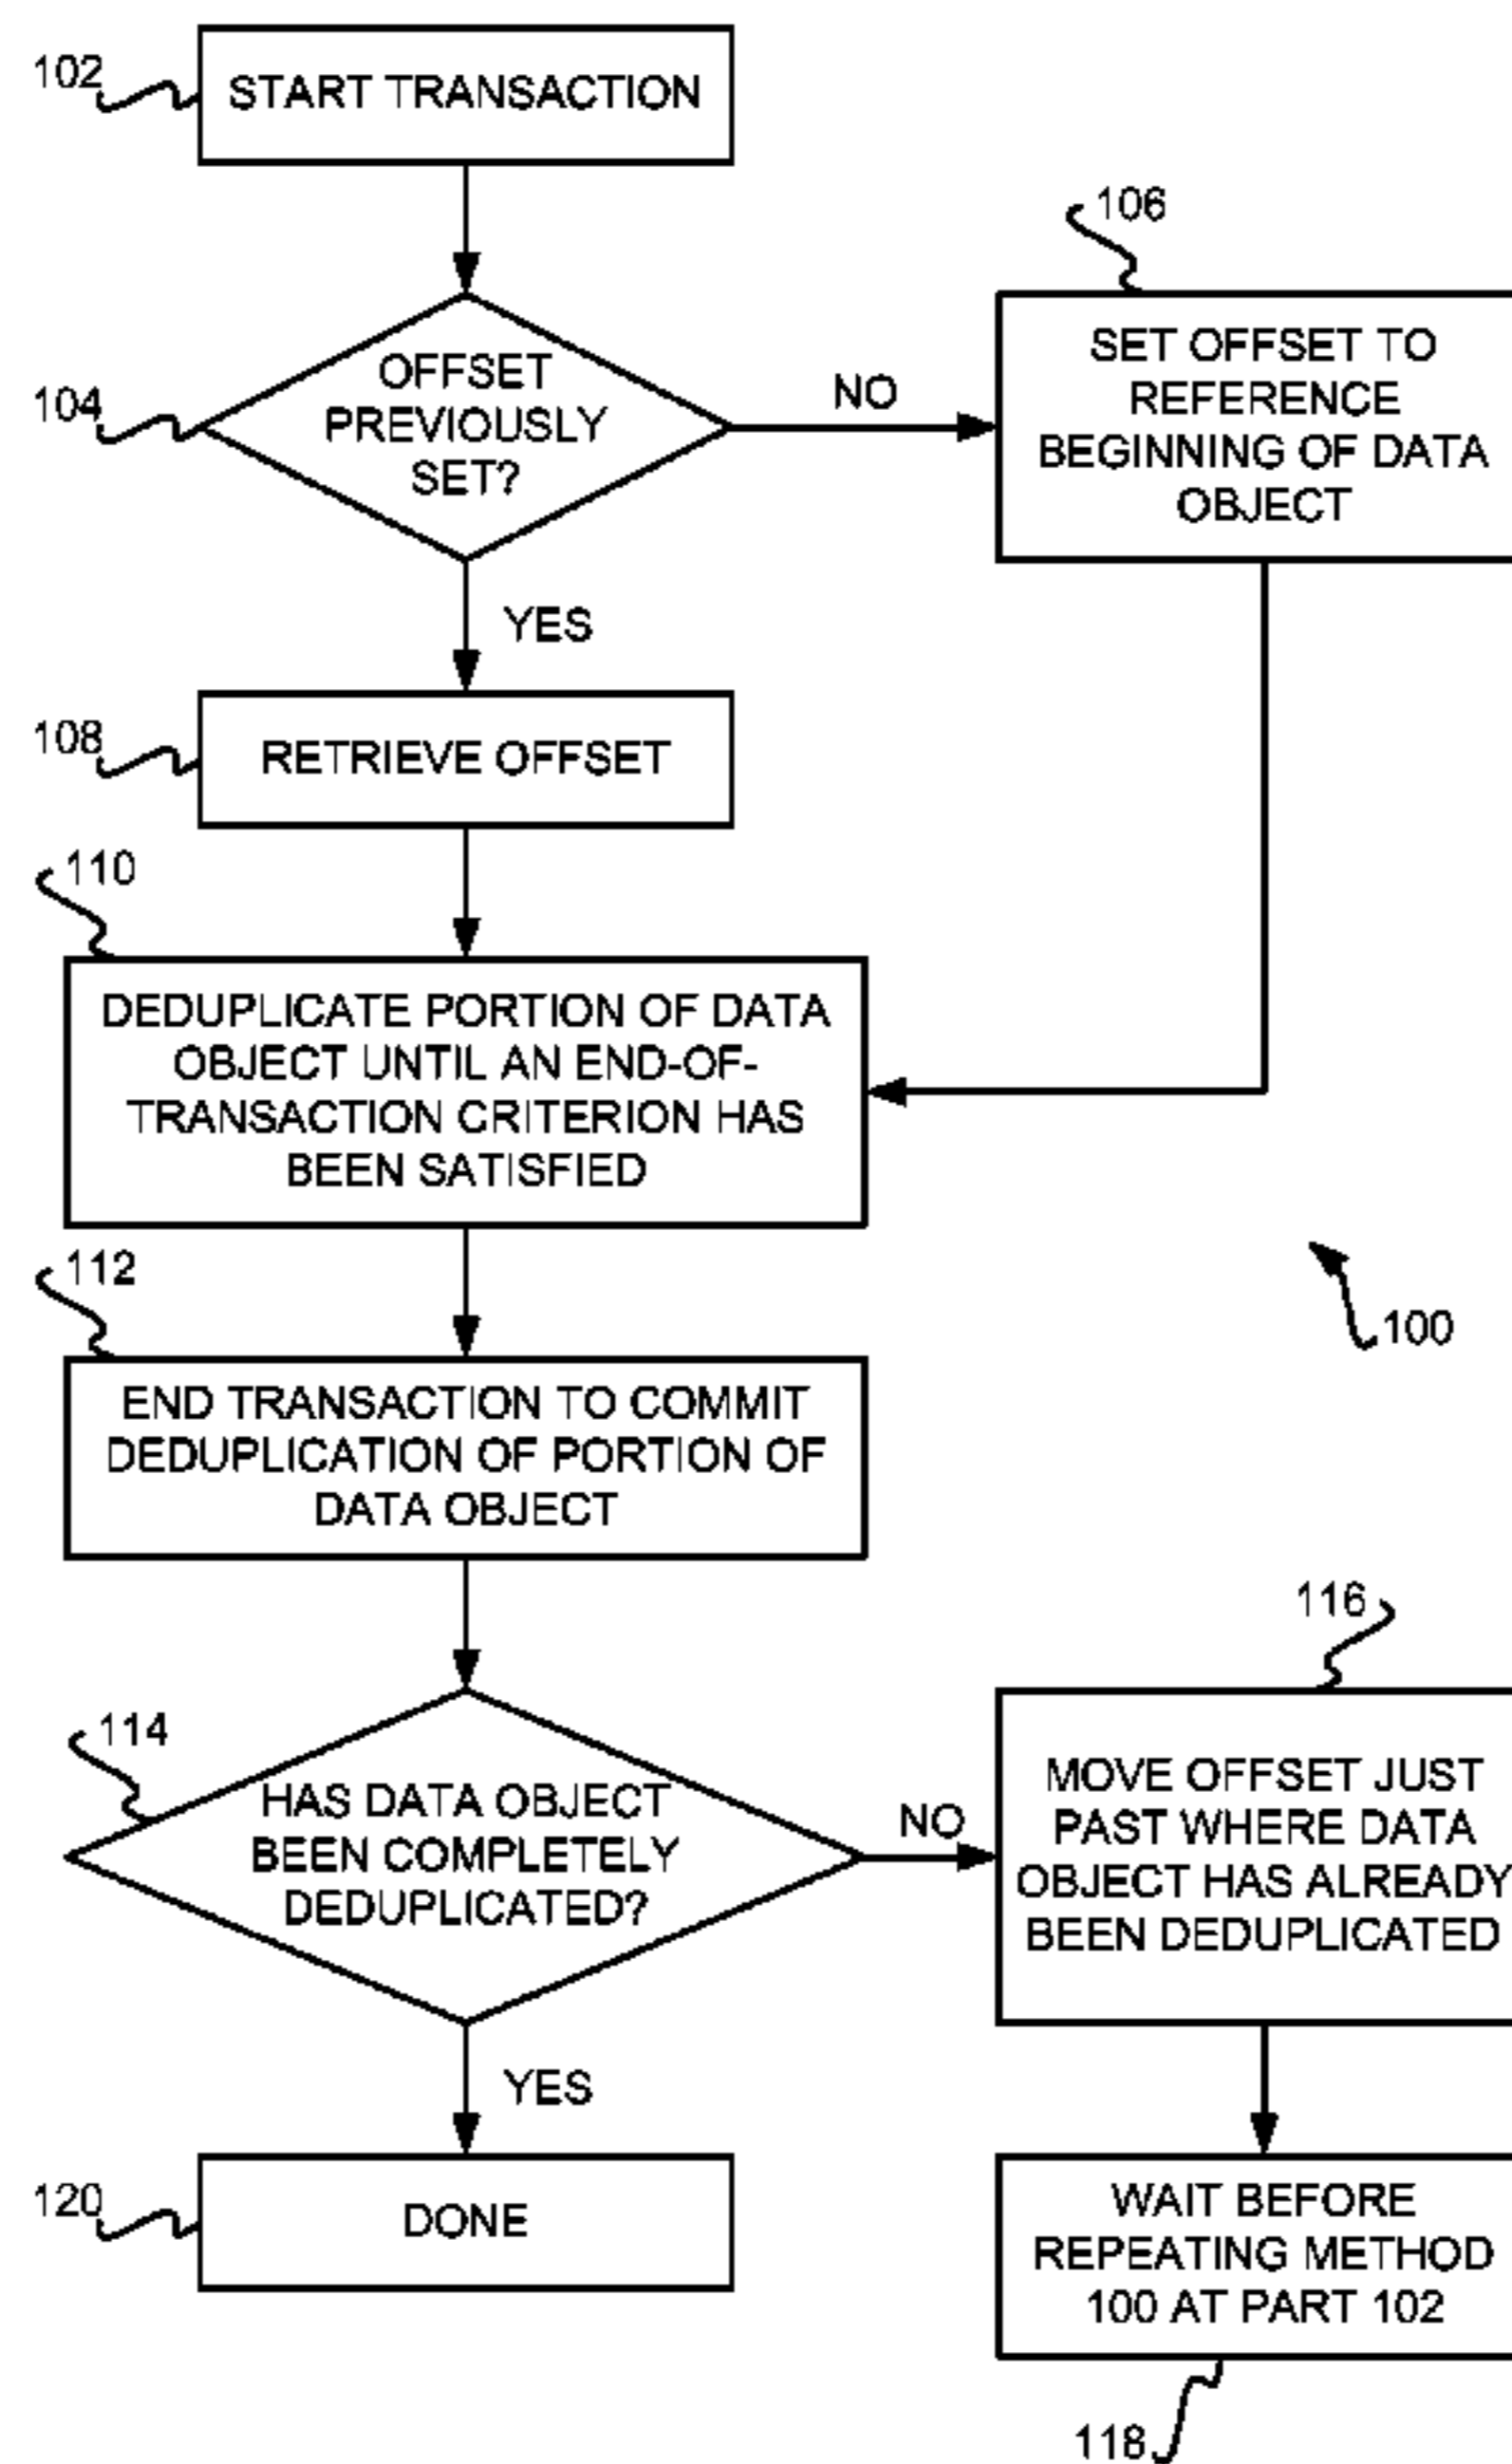 102
START TRANSACTION
106
104
OFFSET
PREVIOUSLY
SET?
NO
SET OFFSET TO
REFERENCE
BEGINNING OF DATA
OBJECT
YES
108
RETRIEVE OFFSET
110
DEDUPLICATE PORTION OF DATA
OBJECT UNTIL AN END-OF-
TRANSACTION CRITERION HAS
BEEN SATISFIED
112
100
END TRANSACTION TO COMMIT
DEDUPLICATION OF PORTION OF
DATA OBJECT
114
HAS DATA OBJECT
BEEN COMPLETELY
DEDUPLICATED?
NO
116
MOVE OFFSET JUST
PAST WHERE DATA
OBJECT HAS ALREADY
BEEN DEDUPLICATED
YES
120
DONE
WAIT BEFORE
REPEATING METHOD
100 AT PART 102
118